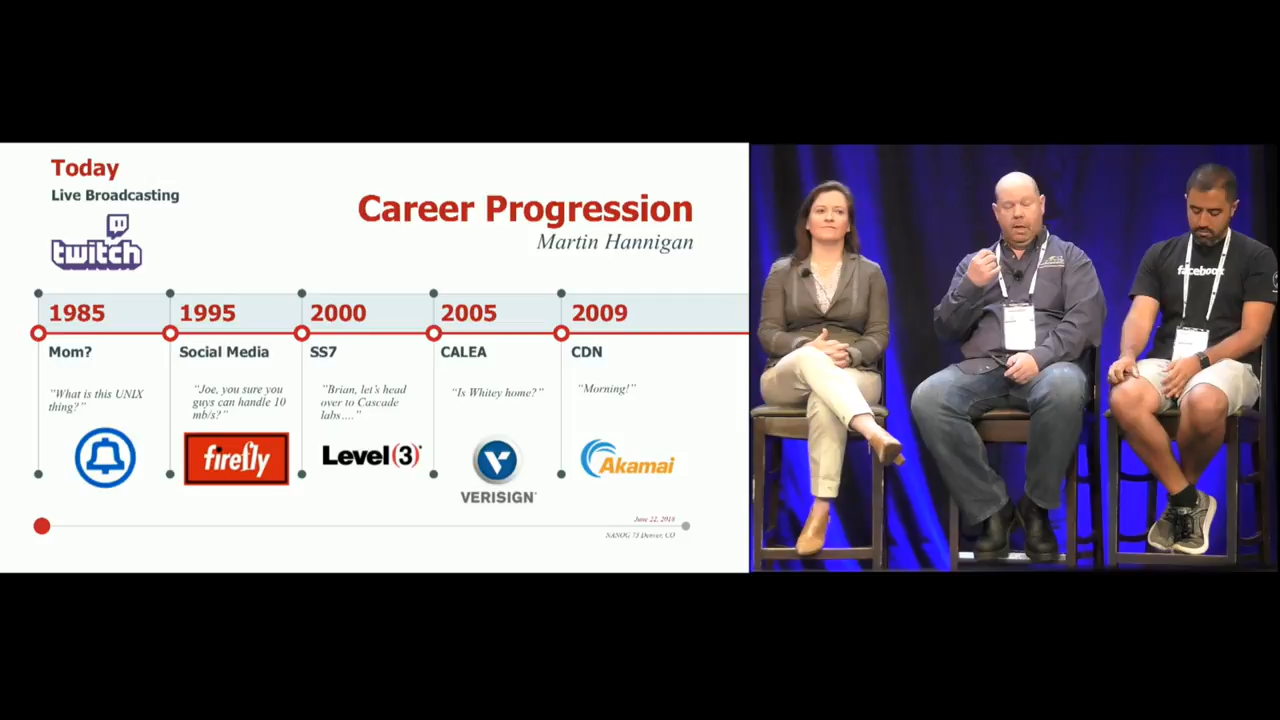 Today
Live Broadcasting
twitch
Career Progression
Martin Hannigan
1985
1995
2000
2005
2009
Mom?
Social Media
SS7
CALEA
CDN
"What is this UNIX
thing?"
"Joe, you sure you
guys can handle 10
mb/s?"
"Brian, let's head
over to Cascade
labs...."
"Is Whitey home?"
"Morning!"
firefly
Level(3)
VERISIGN
Akamai
June 22, 2018
NANOG 73 Denver, CO
facebook